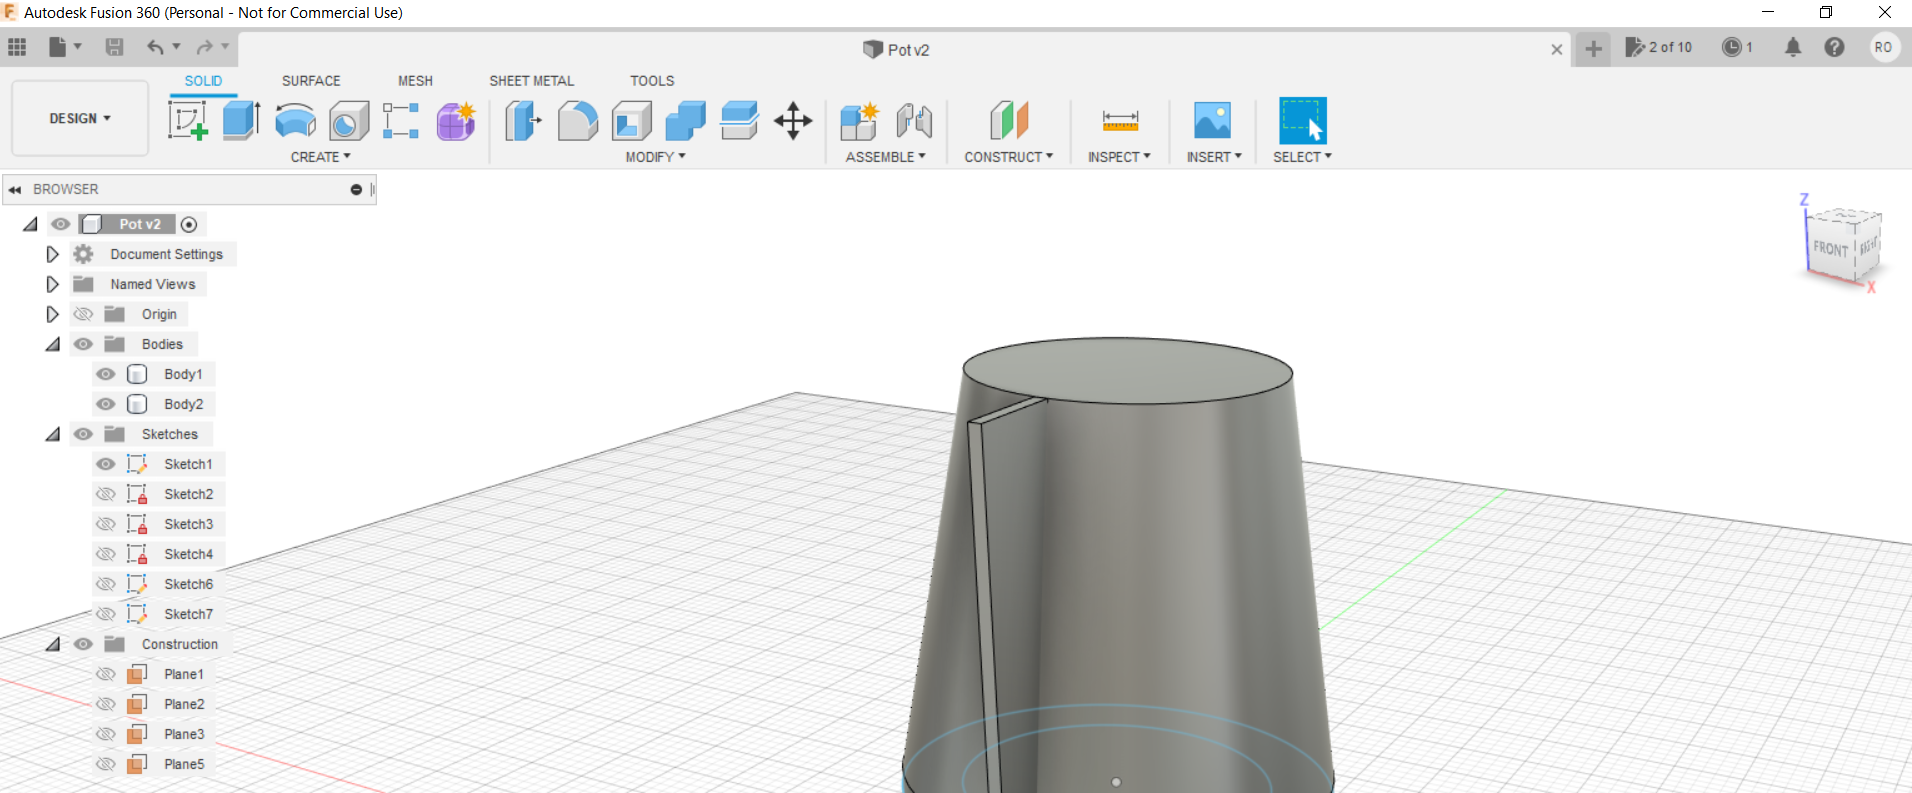 Autodesk Fusion 360 (Personal - Not for Commercial Use)
Pot v2
2 of 10
1
RO
SOLID
SURFACE
MESH
SHEET METAL
TOOLS
DESIGN
CREATE
MODIFY
ASSEMBLE
CONSTRUCT
INSPECT
INSERT
SELECT
BROWSER
Pot v2
Document Settings
Named Views
Origin
Bodies
Body1
Body2
Sketches
Sketch1
Sketch2
Sketch3
Sketch4
Sketch6
Sketch7
Construction
Plane1
Plane2
Plane3
Plane5
Z
FRONT
RIGHT
X